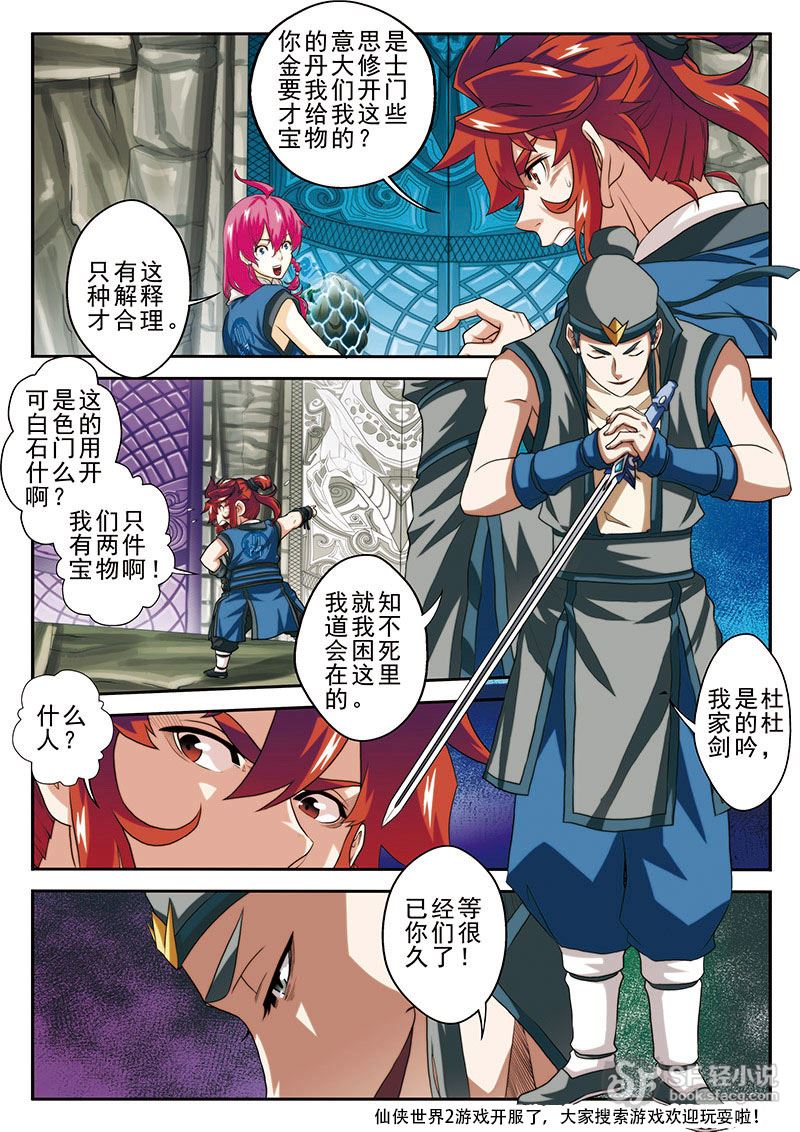 你的意思是
金丹大修士
要我们开门
才给我这些
宝物的？
只有这
种解释
才合理。
可是这
白色的
石门用
什么开
啊？
我们只
有两件
宝物啊！
我就知
道我不
会困死
在这里
的。
什么
人？
我是杜
家的杜
剑吟，
已经等
你们很
久了！
SF轻小说
book.sfacg.com
仙侠世界2游戏开服了，大家搜索游戏欢迎玩耍啦！